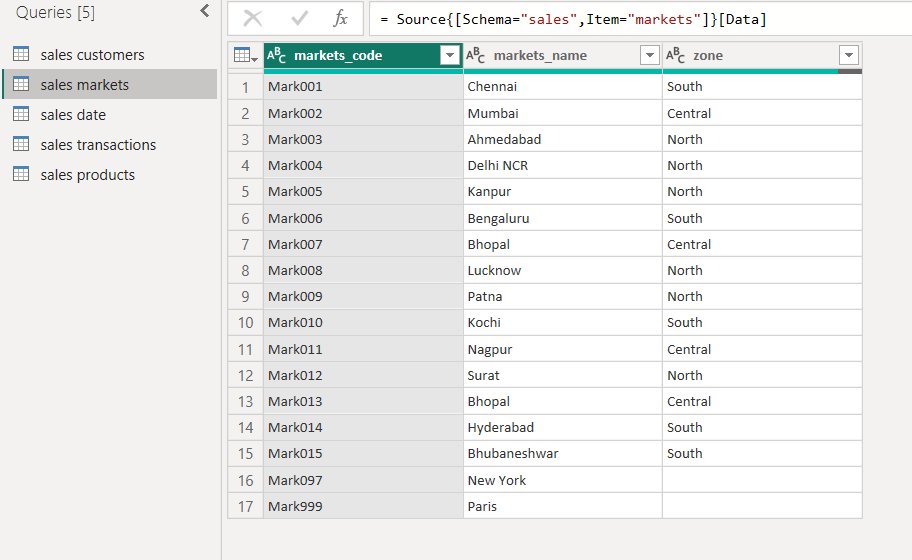 Queries [5]
sales customers
sales markets
sales date
sales transactions
sales products
fx = Source{[Schema="sales",Item="markets"]}[Data]
ABC markets_code ABC markets_name ABC zone
1 Mark001 Chennai South
2 Mark002 Mumbai Central
3 Mark003 Ahmedabad North
4 Mark004 Delhi NCR North
5 Mark005 Kanpur North
6 Mark006 Bengaluru South
7 Mark007 Bhopal Central
8 Mark008 Lucknow North
9 Mark009 Patna North
10 Mark010 Kochi South
11 Mark011 Nagpur Central
12 Mark012 Surat North
13 Mark013 Bhopal Central
14 Mark014 Hyderabad South
15 Mark015 Bhubaneshwar South
16 Mark097 New York
17 Mark999 Paris